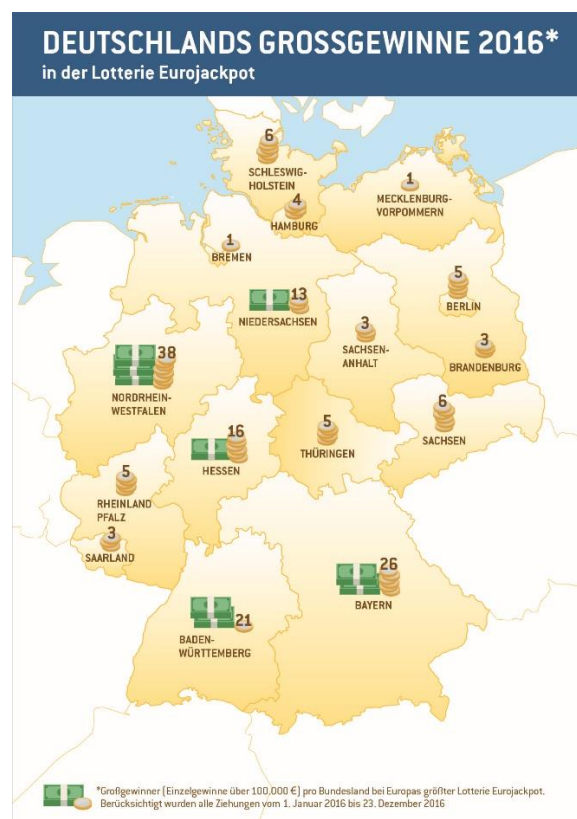 DEUTSCHLANDS GROSSGEWINNE 2016*
in der Lotterie Eurojackpot
6
SCHLESWIG-
HOLSTEIN
1
MECKLENBURG-
VORPOMMERN
4
HAMBURG
1
BREMEN
13
NIEDERSACHSEN
5
BERLIN
3
SACHSEN-
ANHALT
3
BRANDENBURG
38
NORDRHEIN-
WESTFALEN
16
HESSEN
5
THÜRINGEN
6
SACHSEN
5
RHEINLAND
PFALZ
3
SAARLAND
26
BAYERN
21
BADEN-
WÜRTTEMBERG
*Großgewinner (Einzelgewinne über 100.000 €) pro Bundesland bei Europas größter Lotterie Eurojackpot.
Berücksichtigt wurden alle Ziehungen vom 1. Januar 2016 bis 23. Dezember 2016